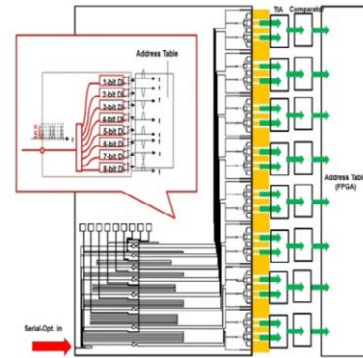 TIA Comparator
Address Table
1-bit DL
2-bit DL
3-bit DL
4-bit DL
5-bit DL
6-bit DL
7-bit DL
8-bit DL
Address Table
(FPGA)
Serial-Opt. in